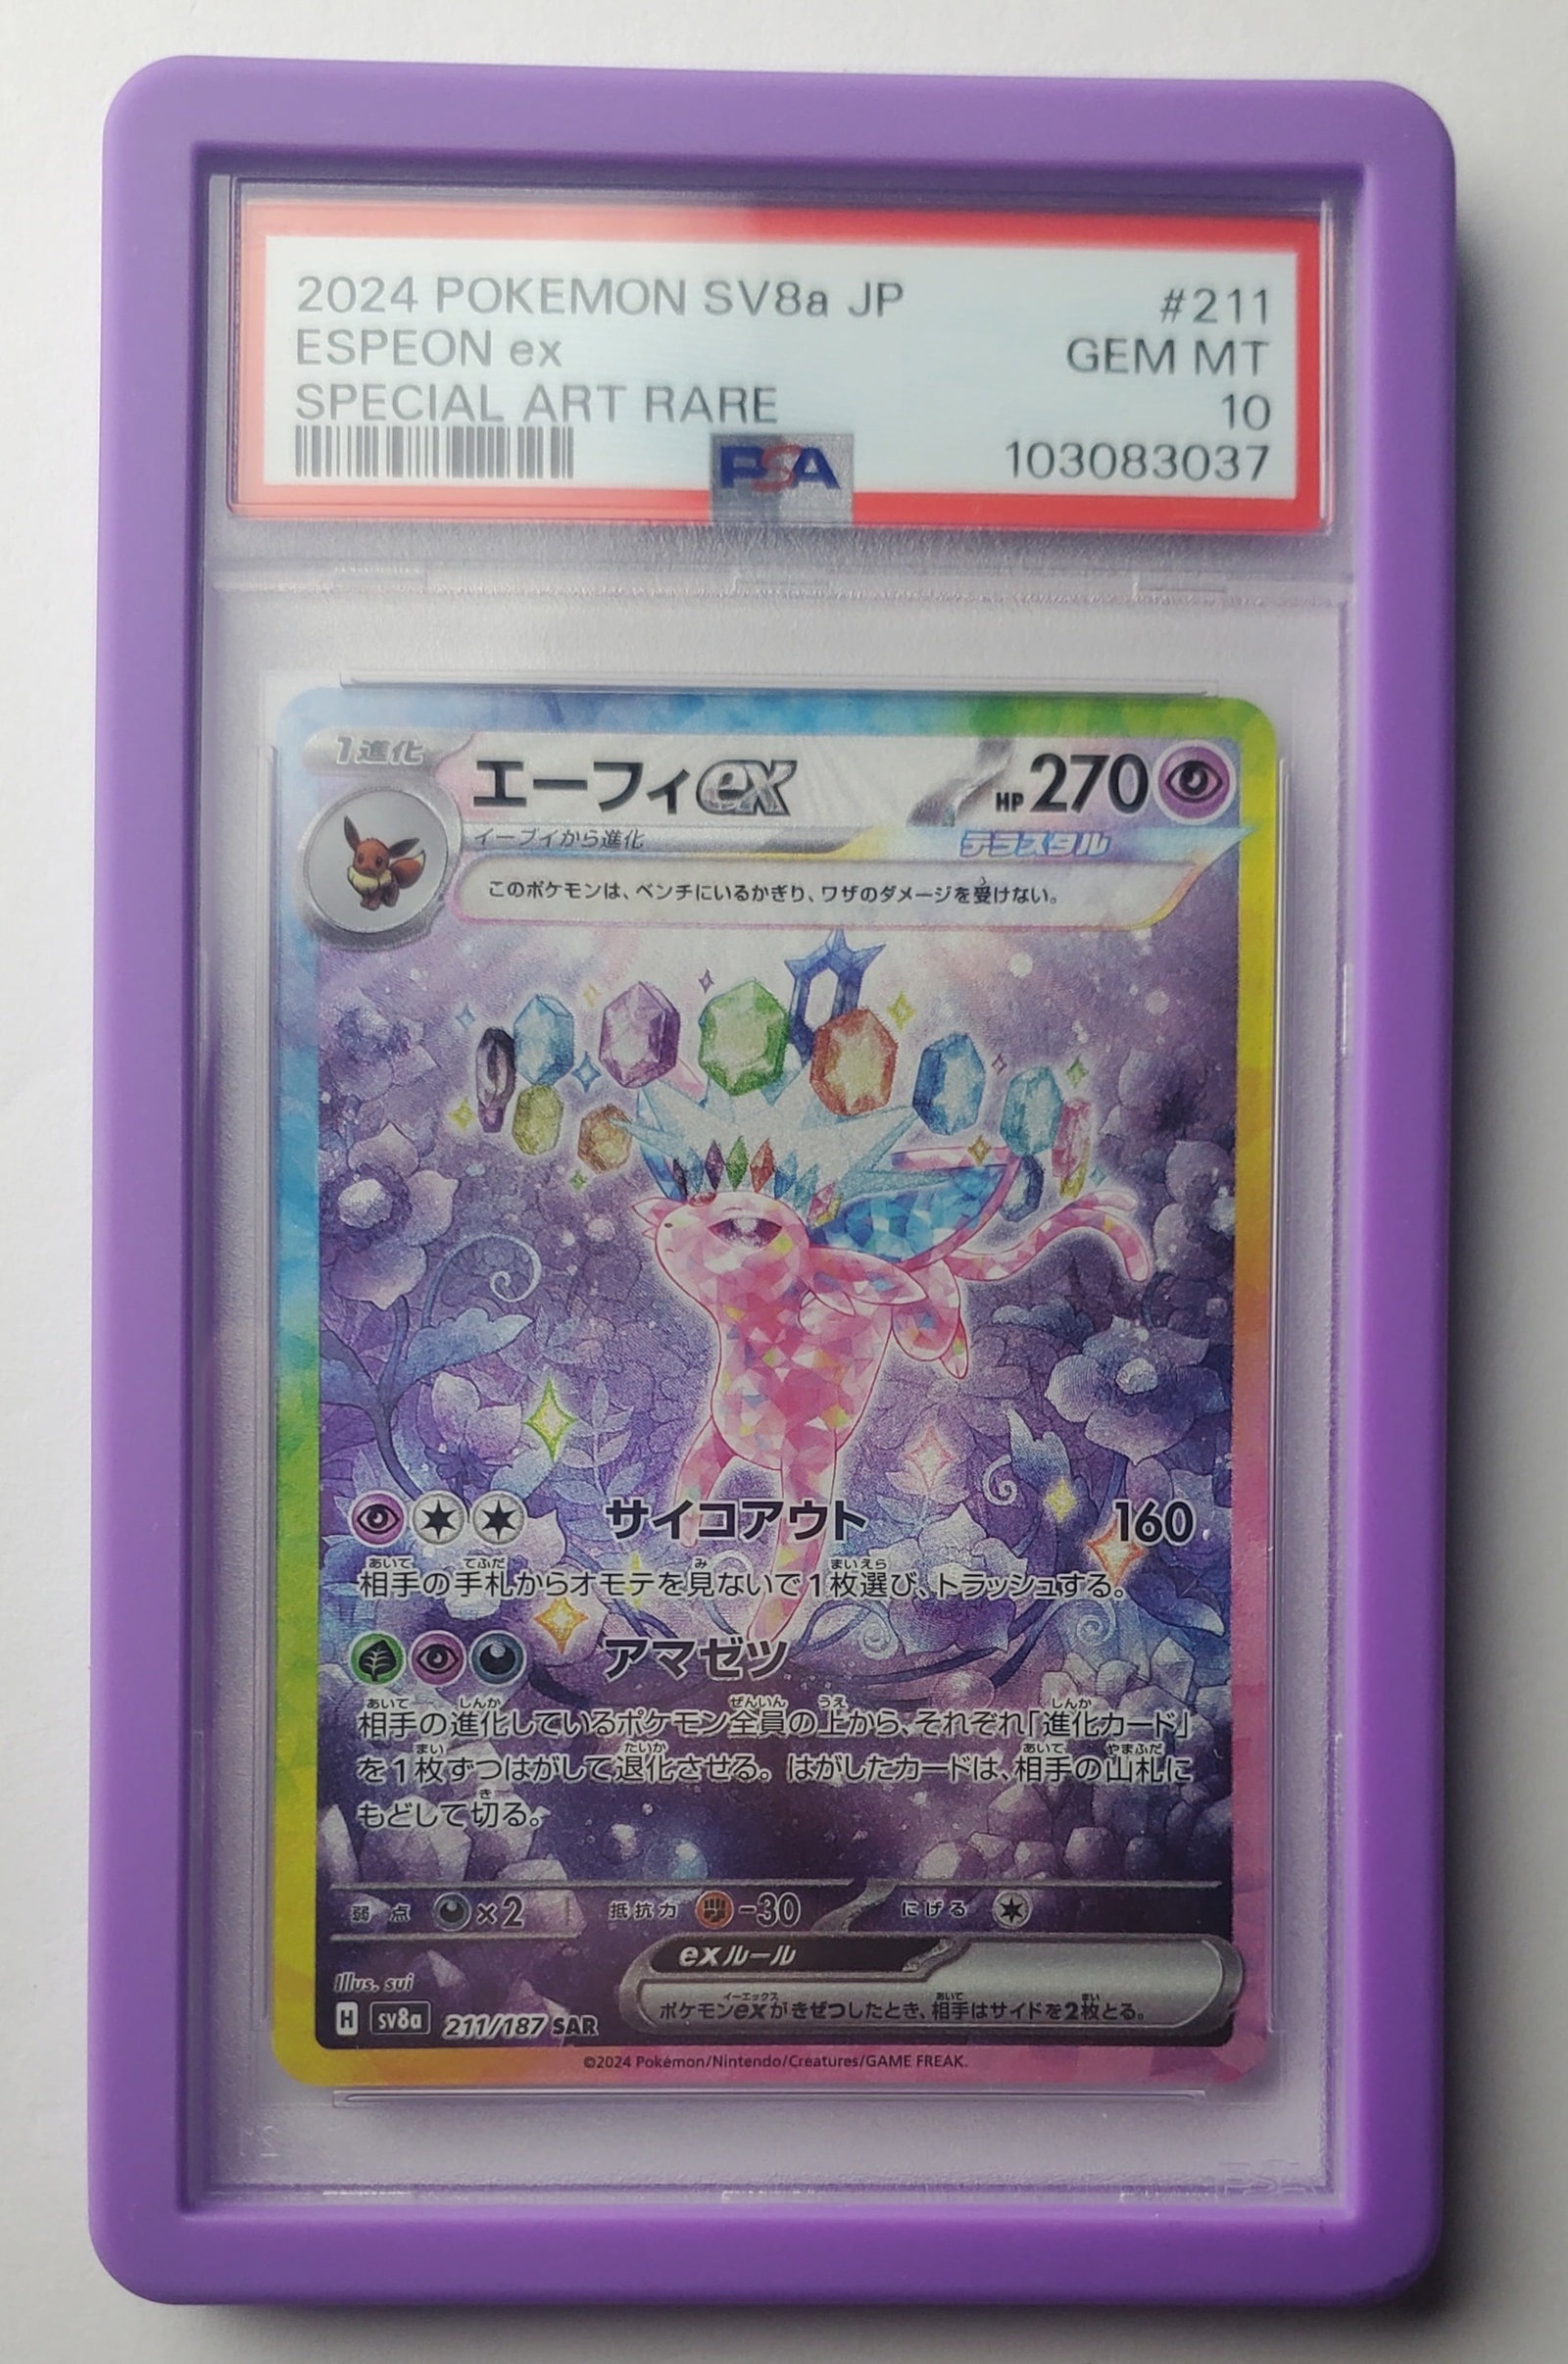 2024 POKEMON SV8a JP #211
ESPEON ex GEM MT
SPECIAL ART RARE 10
PSA 103083037
1進化
エーフィex HP270
イーブイから進化 テラスタル
このポケモンは、ベンチにいるかぎり、ワザのダメージを受けない。
サイコアウト 160
相手の手札からオモテを見ないで1枚選び、トラッシュする。
アマゼツ
相手の進化しているポケモン全員の上から、それぞれ「進化カード」
を1枚ずつはがして退化させる。はがしたカードは、相手の山札に
もどして切る。
弱点 ×2 抵抗力 -30 にげる
exルール
ポケモンexがきぜつしたとき、相手はサイドを2枚とる。
Illus. sui
H sv8a 211/187 SAR
©2024 Pokémon/Nintendo/Creatures/GAME FREAK.